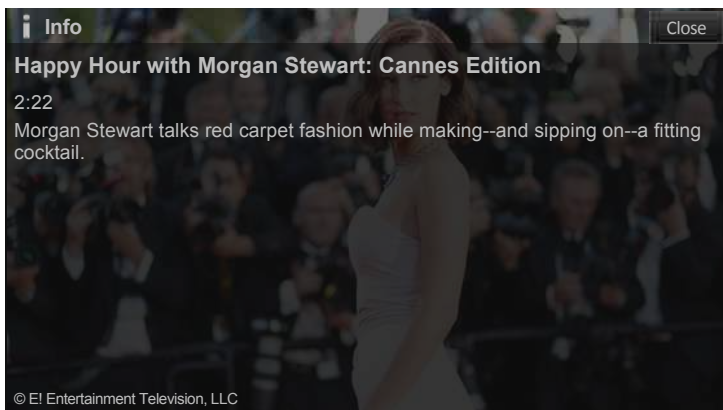 Info
Close
Happy Hour with Morgan Stewart: Cannes Edition
2:22
Morgan Stewart talks red carpet fashion while making--and sipping on--a fitting
cocktail.
© E! Entertainment Television, LLC